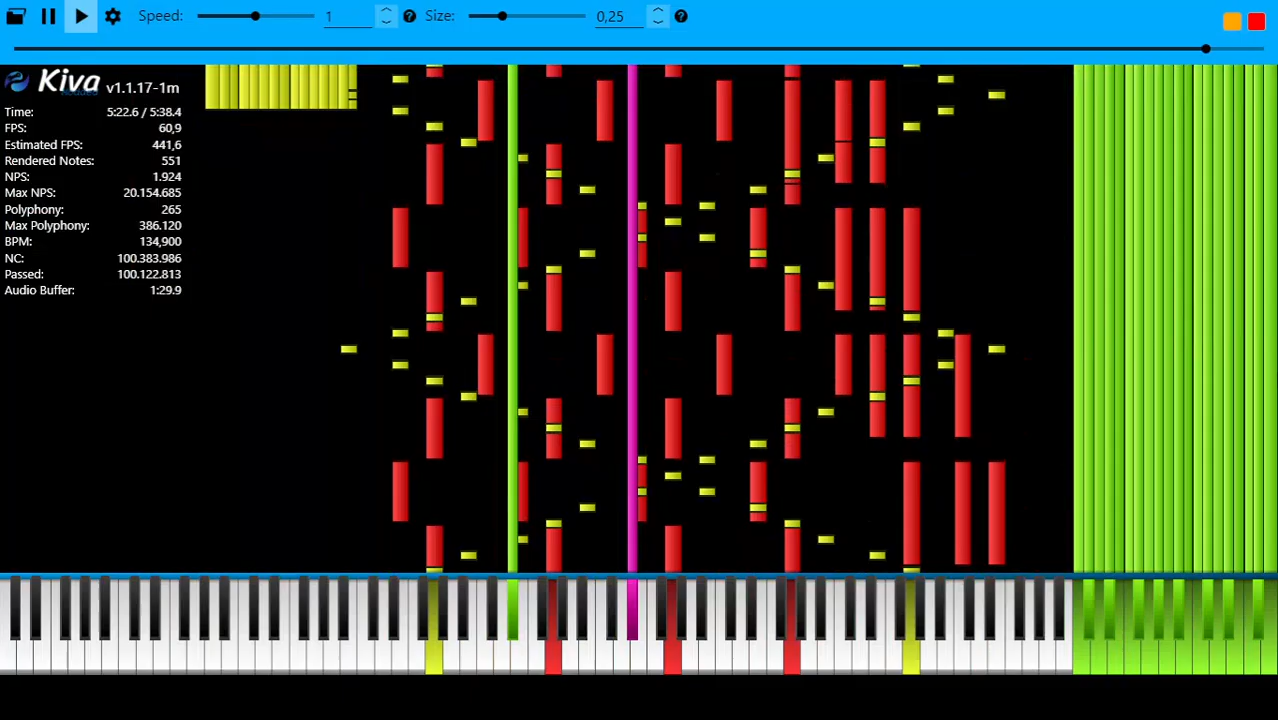 Speed: 1 ? Size: 0,25 ?
Kiva v1.1.17-1m
Time: 5:22.6 / 5:38.4
FPS: 60,9
Estimated FPS: 441,6
Rendered Notes: 551
NPS: 1.924
Max NPS: 20.154.685
Polyphony: 265
Max Polyphony: 386.120
BPM: 134,900
NC: 100.383.986
Passed: 100.122.813
Audio Buffer: 1:29.9